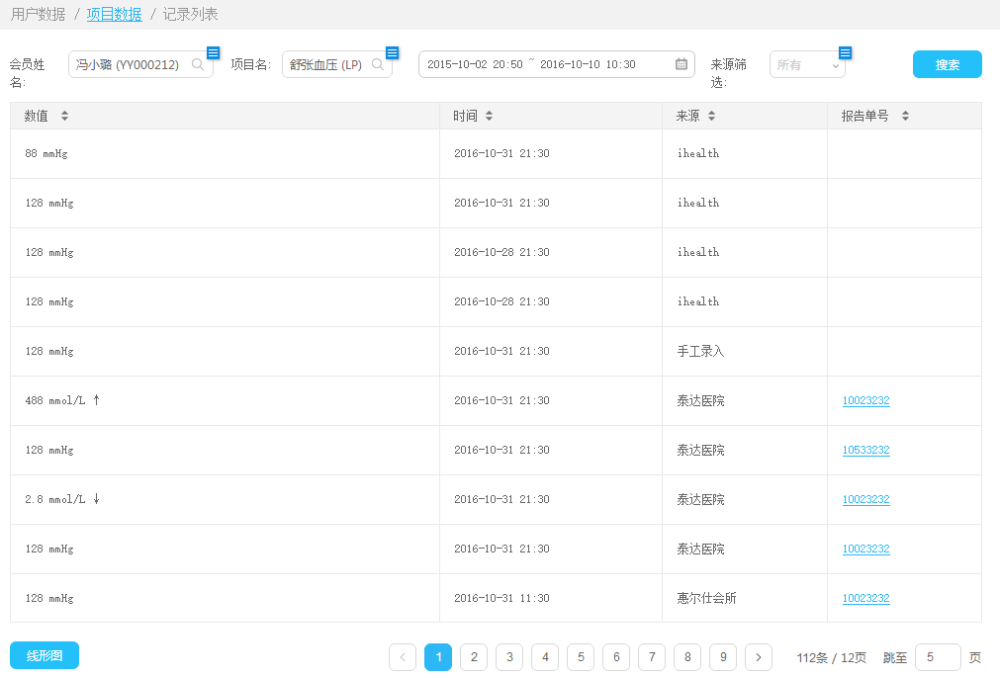 用户数据 / 项目数据 / 记录列表
会员姓名: 冯小璐 (YY000212) 项目名: 舒张血压 (LP) 2015-10-02 20:50 ~ 2016-10-10 10:30 来源筛选: 所有 搜索
数值 时间 来源 报告单号
88 mmHg 2016-10-31 21:30 ihealth
128 mmHg 2016-10-31 21:30 ihealth
128 mmHg 2016-10-28 21:30 ihealth
128 mmHg 2016-10-28 21:30 ihealth
128 mmHg 2016-10-31 21:30 手工录入
488 mmol/L ↑ 2016-10-31 21:30 泰达医院 10023232
128 mmHg 2016-10-31 21:30 泰达医院 10533232
2.8 mmol/L ↓ 2016-10-31 21:30 泰达医院 10023232
128 mmHg 2016-10-31 21:30 泰达医院 10023232
128 mmHg 2016-10-31 11:30 惠尔仕会所 10023232
线形图 < 1 2 3 4 5 6 7 8 9 > 112条 / 12页 跳至 5 页